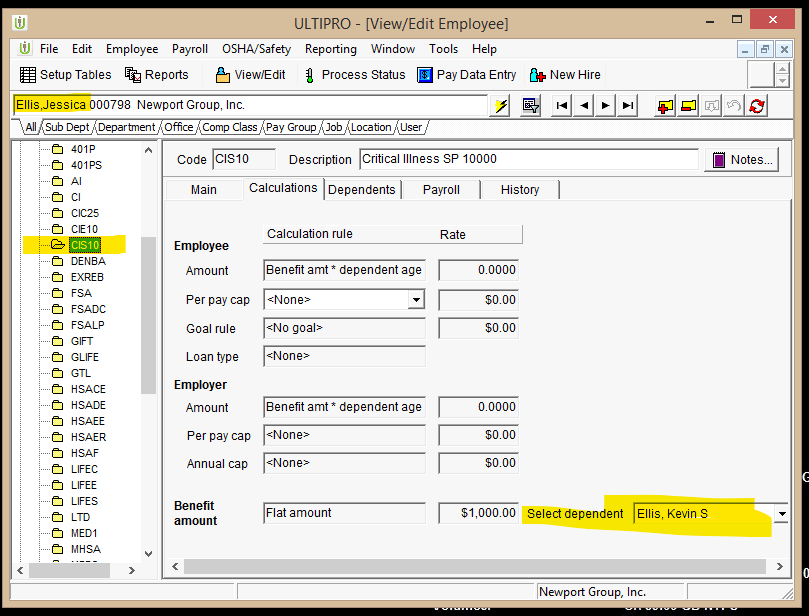 ULTIPRO - [View/Edit Employee]
File Edit Employee Payroll OSHA/Safety Reporting Window Tools Help
Setup Tables Reports View/Edit Process Status Pay Data Entry New Hire
Ellis,Jessica 000798 Newport Group, Inc.
All Sub Dept Department Office Comp Class Pay Group Job Location User
401P
401PS
AI
CI
CIC25
CIE10
CIS10
DENBA
EXREB
FSA
FSADC
FSALP
GIFT
GLIFE
GTL
HSACE
HSADE
HSAEE
HSAER
HSAF
LIFEC
LIFEE
LIFES
LTD
MED1
MHSA
Code CIS10 Description Critical Illness SP 10000 Notes...
Main Calculations Dependents Payroll History
Calculation rule Rate
Employee
Amount Benefit amt * dependent age 0.0000
Per pay cap <None> $0.00
Goal rule <No goal> $0.00
Loan type <None>
Employer
Amount Benefit amt * dependent age 0.0000
Per pay cap <None> $0.00
Annual cap <None> $0.00
Benefit amount Flat amount $1,000.00 Select dependent Ellis, Kevin S
Newport Group, Inc.